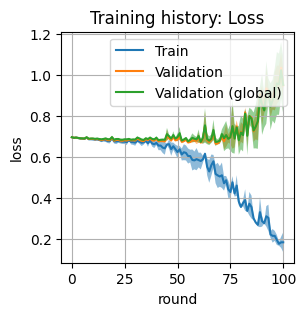 Training history: Loss
Train
Validation
Validation (global)
loss
1.2
1.0
0.8
0.6
0.4
0.2
0
25
50
75
100
round